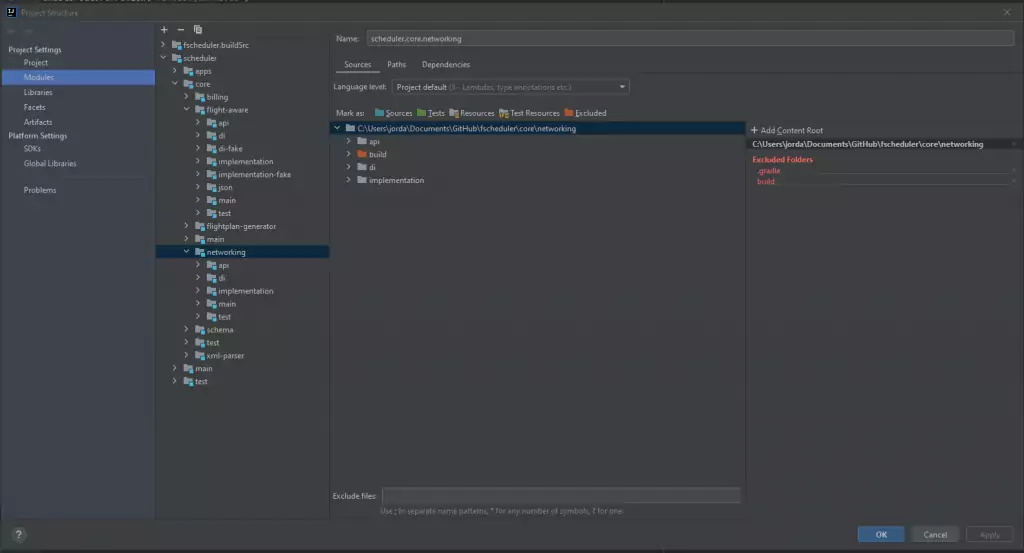 Project Structure
Project Settings
Project
Modules
Libraries
Facets
Artifacts
Platform Settings
SDKs
Global Libraries
Problems
fscheduler.buildSrc
scheduler
apps
core
billing
flight-aware
api
di
di-fake
implementation
implementation-fake
json
main
test
flightplan-generator
main
networking
api
di
implementation
main
test
schema
test
xml-parser
main
test
Name: scheduler.core.networking
Sources Paths Dependencies
Language level: Project default (8 - Lambdas, type annotations etc.)
Mark as: Sources Tests Resources Test Resources Excluded
C:\Users\jorda\Documents\GitHub\fscheduler\core\networking
api
build
di
implementation
+ Add Content Root
C:\Users\jorda\Documents\GitHub\fscheduler\core\networking
Excluded Folders
.gradle
build
Exclude files:
Use ; to separate name patterns, * for any number of symbols, ? for one.
?
OK Cancel Apply